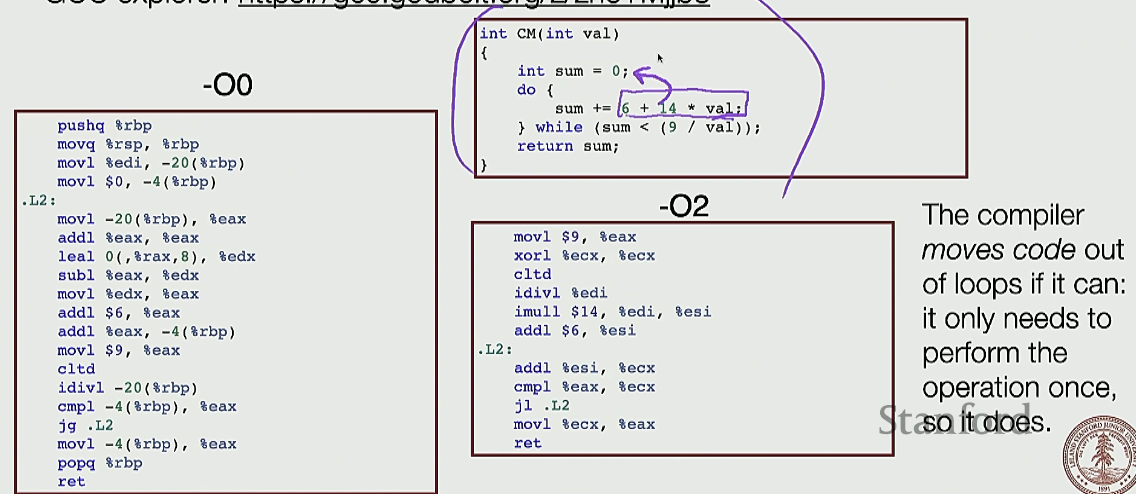 int CM(int val)
{
int sum = 0;
do {
sum += 6 + 14 * val;
} while (sum < (9 / val));
return sum;
}
-O0
pushq %rbp
movq %rsp, %rbp
movl %edi, -20(%rbp)
movl $0, -4(%rbp)
.L2:
movl -20(%rbp), %eax
addl %eax, %eax
leal 0(,%rax,8), %edx
subl %eax, %edx
movl %edx, %eax
addl $6, %eax
addl %eax, -4(%rbp)
movl $9, %eax
cltd
idivl -20(%rbp)
cmpl -4(%rbp), %eax
jg .L2
movl -4(%rbp), %eax
popq %rbp
ret
-O2
movl $9, %eax
xorl %ecx, %ecx
cltd
idivl %edi
imull $14, %edi, %esi
addl $6, %esi
.L2:
addl %esi, %ecx
cmpl %eax, %ecx
jl .L2
movl %ecx, %eax
ret
The compiler
moves code out
of loops if it can:
it only needs to
perform the
operation once,
so it does.
Stanford